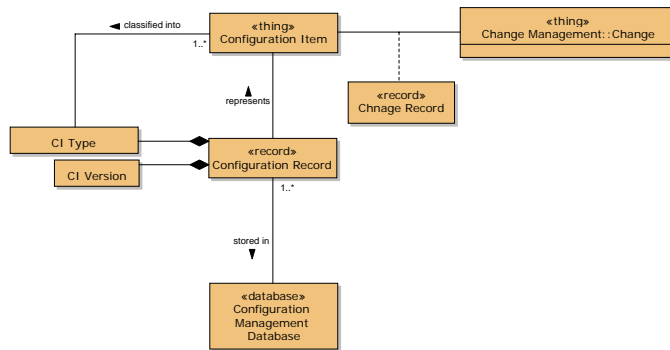 classified into
1..*
«thing»
Configuration Item
«thing»
Change Management::Change
represents
«record»
Chnage Record
CI Type
CI Version
«record»
Configuration Record
1..*
stored in
«database»
Configuration
Management
Database